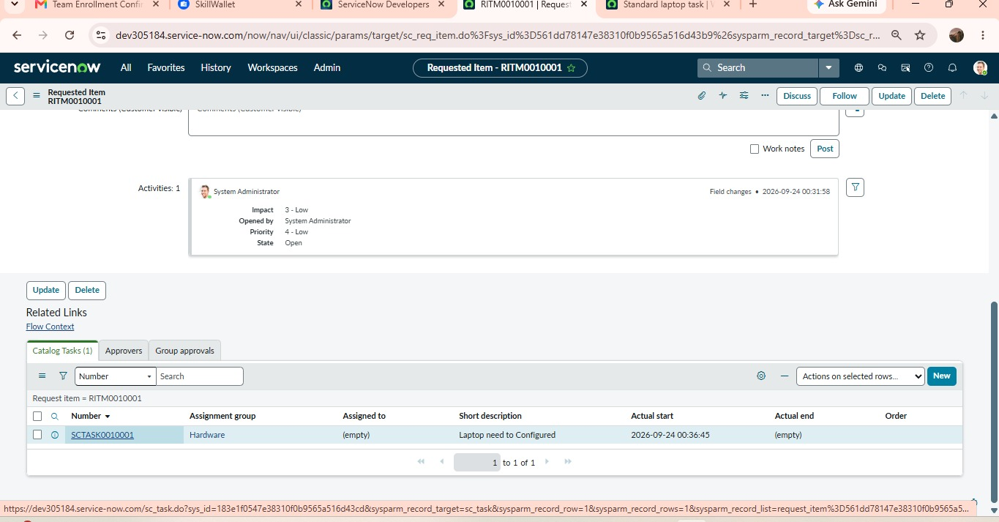 Team Enrollment Confir
SkillWallet
ServiceNow Developers
RITM0010001 | Request
Standard laptop task | W
Ask Gemini
dev305184.service-now.com/now/nav/ui/classic/params/target/sc_req_item.do%3Fsys_id%3D561dd78147e38310f0b9565a516d43b9%26sysparm_record_target%3Dsc_r...
servicenow All Favorites History Workspaces Admin Requested Item - RITM0010001 Search
Requested Item
RITM0010001
Discuss Follow Update Delete
Comments (Customer visible) Comments (Customer visible)
Work notes Post
Activities: 1
System Administrator Field changes • 2026-09-24 00:31:58
Impact 3 - Low
Opened by System Administrator
Priority 4 - Low
State Open
Update Delete
Related Links
Flow Context
Catalog Tasks (1) Approvers Group approvals
Number Search Actions on selected rows... New
Request item = RITM0010001
Number Assignment group Assigned to Short description Actual start Actual end Order
SCTASK0010001 Hardware (empty) Laptop need to Configured 2026-09-24 00:36:45 (empty)
1 to 1 of 1
https://dev305184.service-now.com/sc_task.do?sys_id=183e1f0547e38310f0b9565a516d43cd&sysparm_record_target=sc_task&sysparm_record_row=1&sysparm_record_rows=1&sysparm_record_list=request_item%3D561dd78147e38310f0b9565a5...